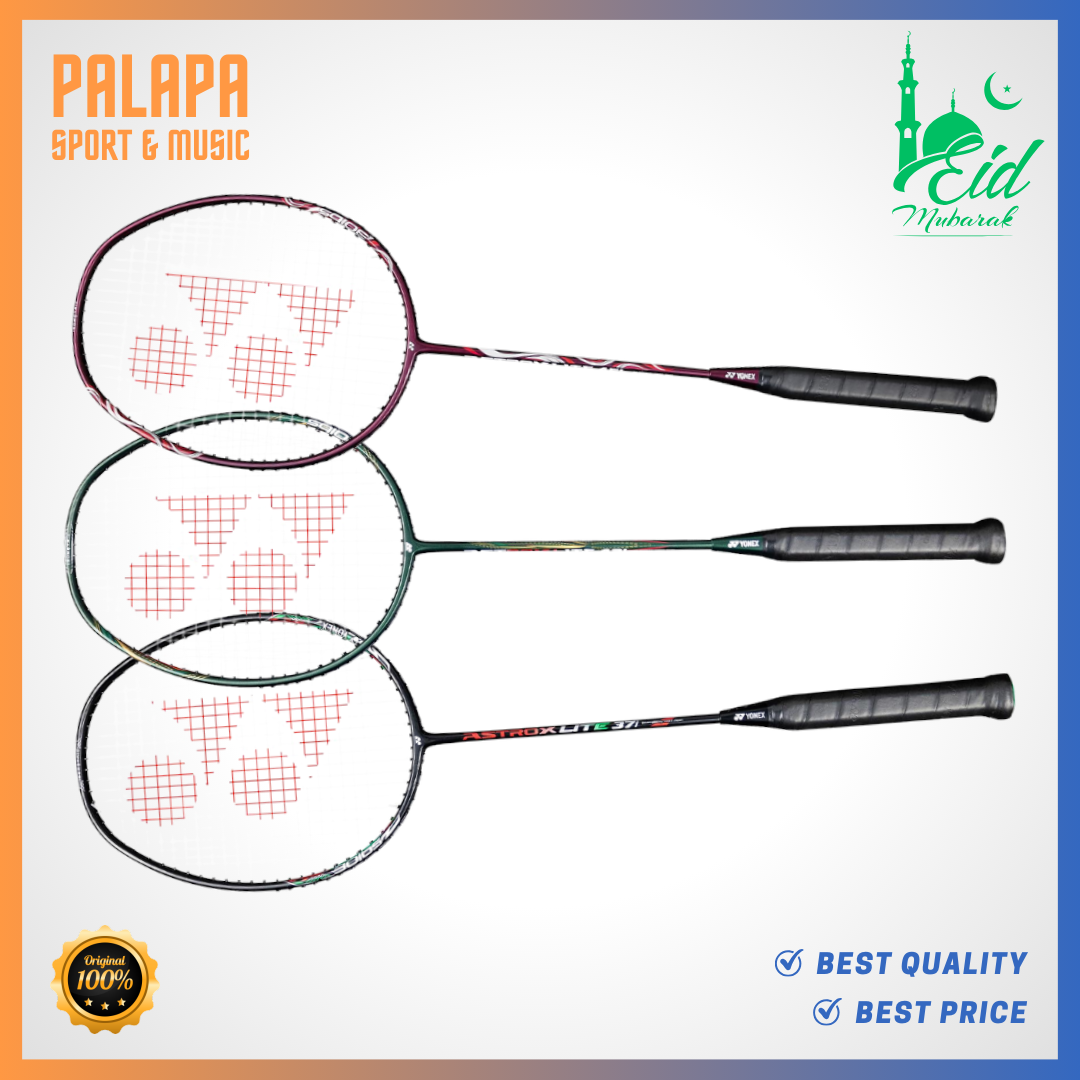 PALAPA
SPORT & MUSIC
Eid
Mubarak
YONEX
YONEX
ASTROX LITE 37i
YONEX
Original
100%
BEST QUALITY
BEST PRICE